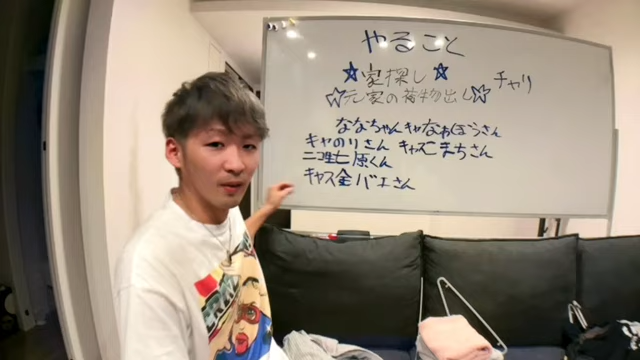 やること
☆家探し☆
チャリ
☆元家の荷物出し☆
ななちゃん キャなわぼうさん
キャのりさん キャスごまちさん
ニコ生七原くん
キャス金バエさん